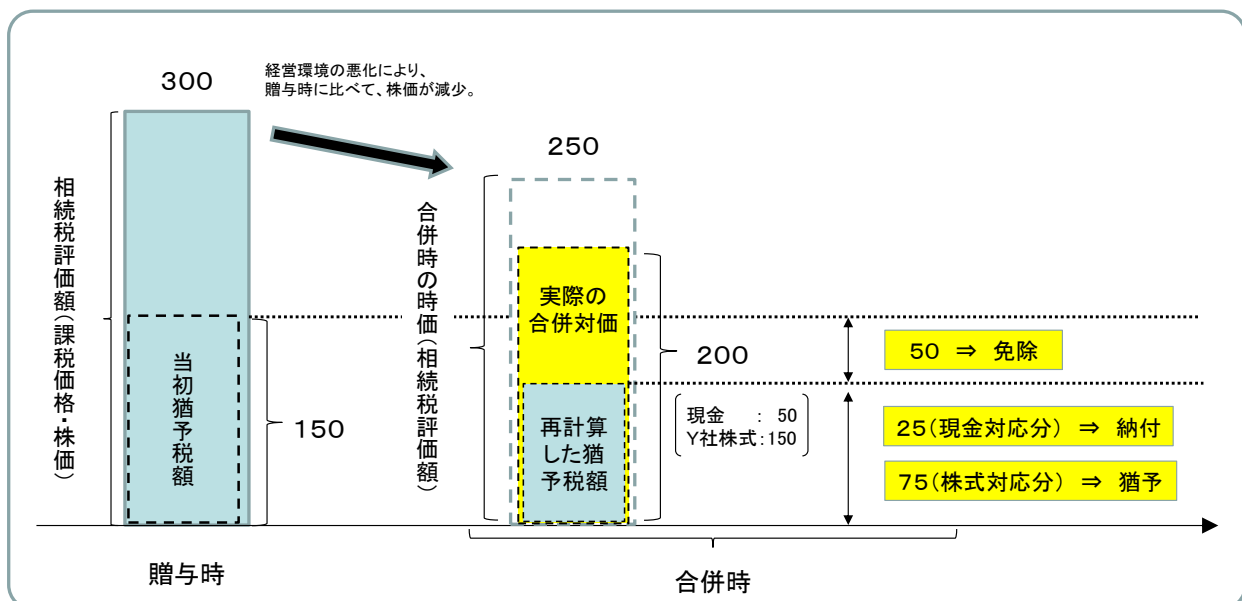 300
経営環境の悪化により、
贈与時に比べて、株価が減少。
250
相続税評価額(課税価格・株価)
合併時の時価(相続税評価額)
実際の
合併対価
当初猶予税額
150
200
現金 : 50
Y社株式:150
再計算
した猶
予税額
50 ⇒ 免除
25(現金対応分) ⇒ 納付
75(株式対応分) ⇒ 猶予
贈与時
合併時